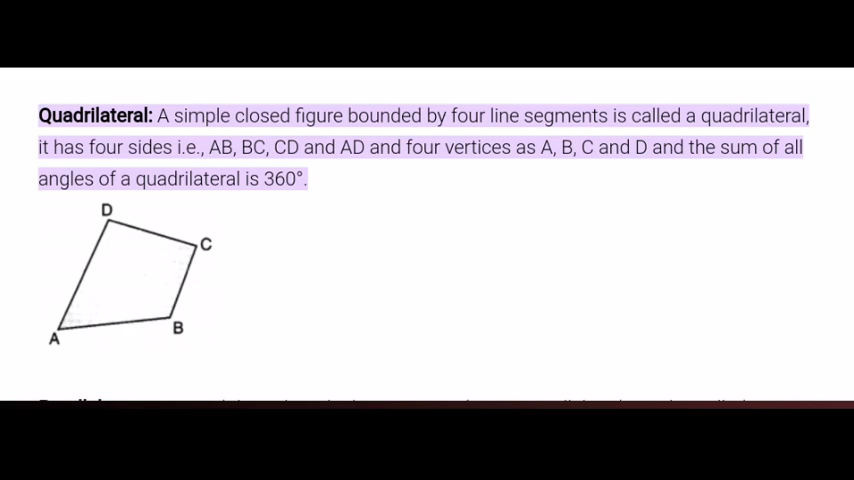 Quadrilateral: A simple closed figure bounded by four line segments is called a quadrilateral,
it has four sides i.e., AB, BC, CD and AD and four vertices as A, B, C and D and the sum of all
angles of a quadrilateral is 360°.
D
C
B
A